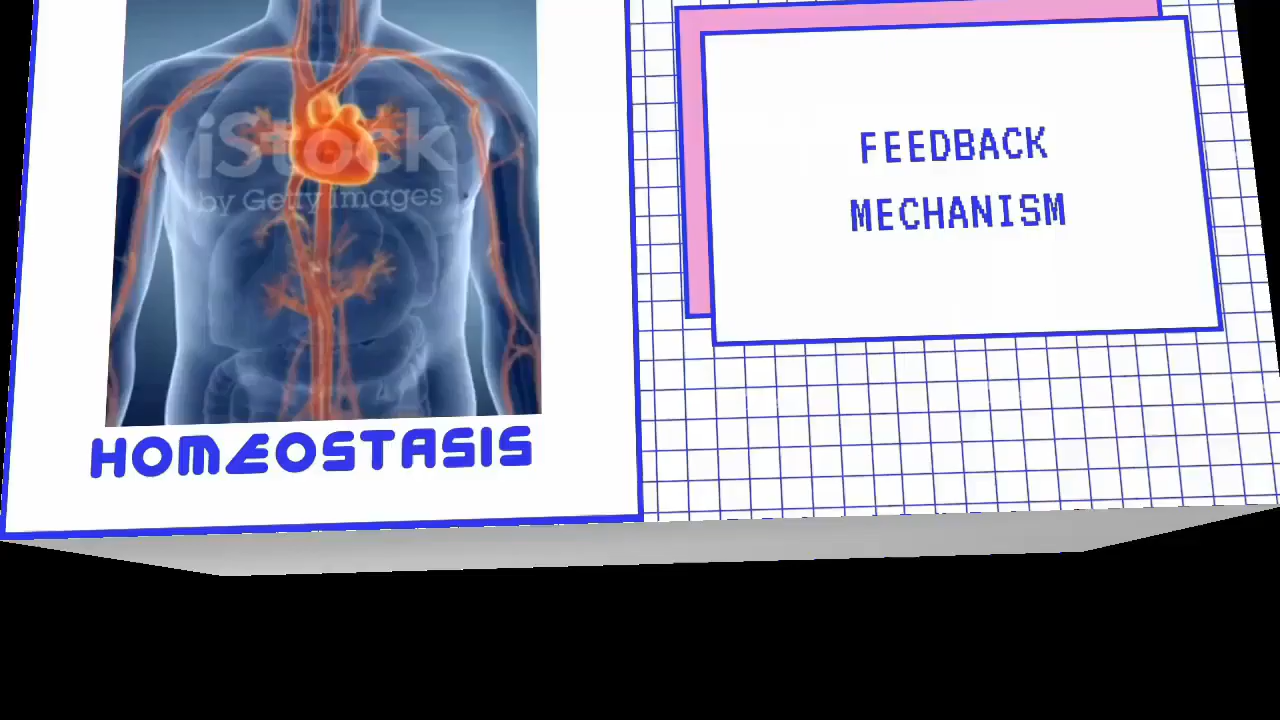 iStock
by Getty Images
HOMEOSTASIS
FEEDBACK
MECHANISM